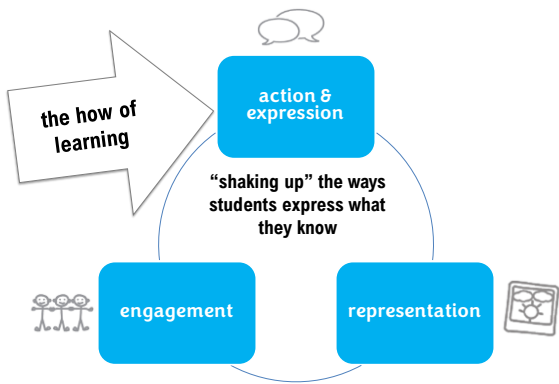 the how of
learning
action &
expression
“shaking up” the ways
students express what
they know
engagement
representation